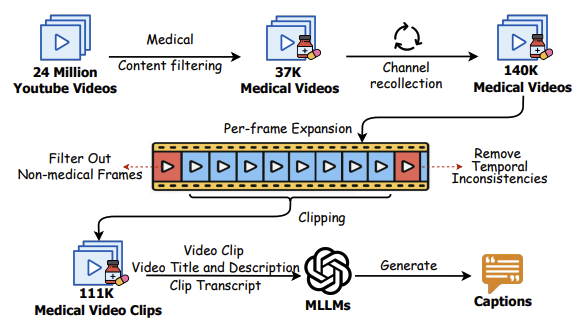 Medical
Content filtering
24 Million
Youtube Videos
37K
Medical Videos
Channel
recollection
140K
Medical Videos
Per-frame Expansion
Filter Out
Non-medical Frames
Remove
Temporal
Inconsistencies
Clipping
111K
Medical Video Clips
Video Clip
Video Title and Description
Clip Transcript
MLLMs
Generate
Captions